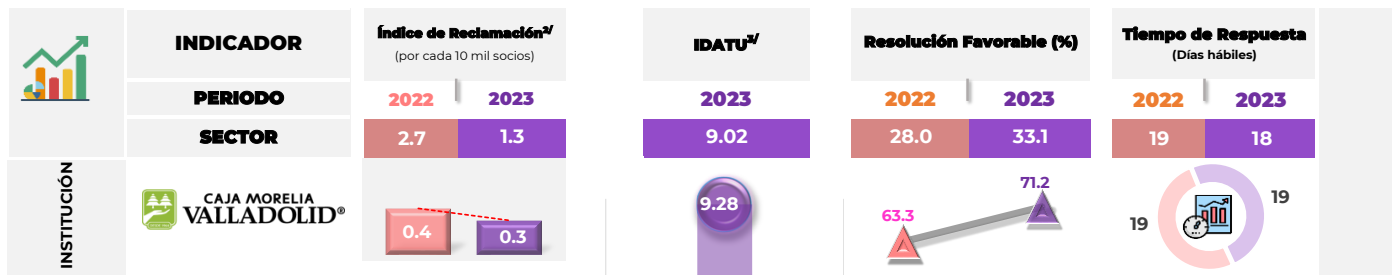 INDICADOR
Índice de Reclamación2/
(por cada 10 mil socios)
IDATU3/
Resolución Favorable (%)
Tiempo de Respuesta
(Días hábiles)
PERIODO
2022
2023
2023
2022
2023
2022
2023
SECTOR
2.7
1.3
9.02
28.0
33.1
19
18
INSTITUCIÓN
CAJA MORELIA
VALLADOLID®
0.4
0.3
9.28
63.3
71.2
19
19